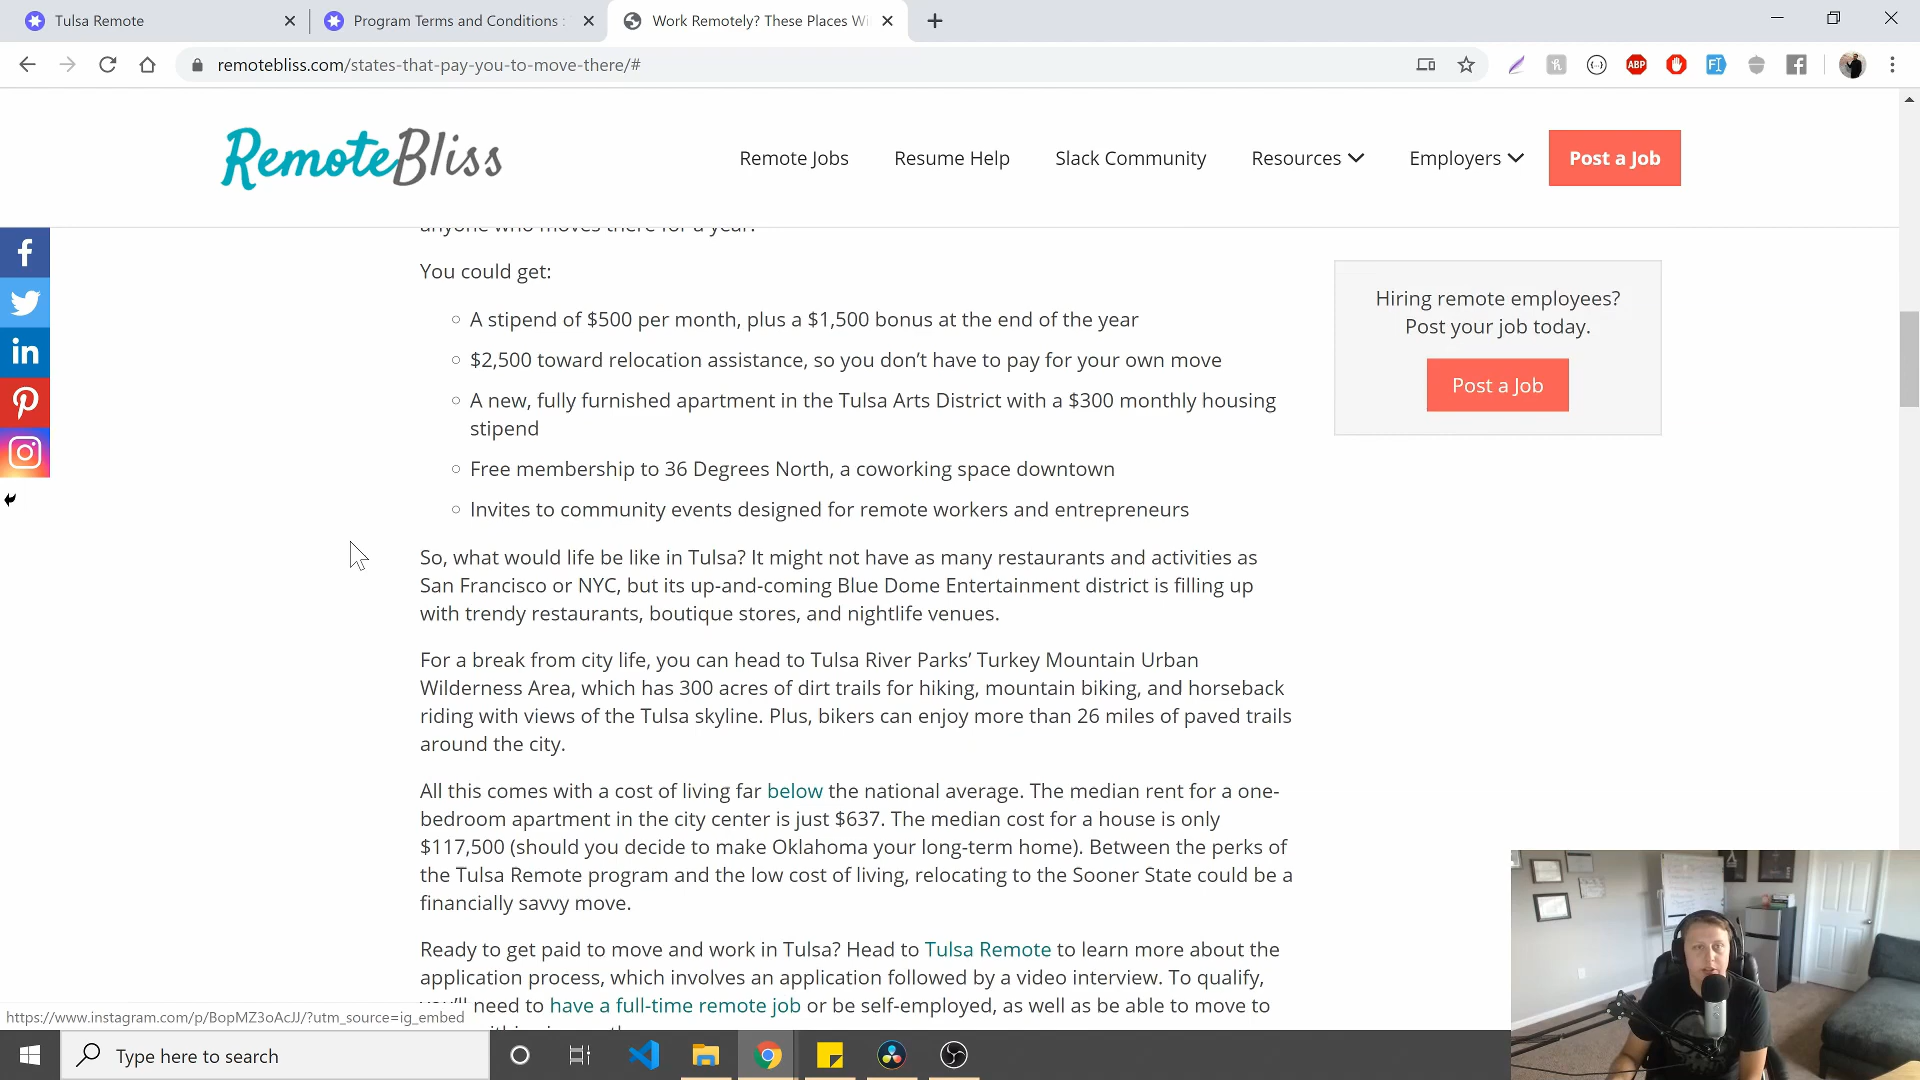 Tulsa Remote
Program Terms and Conditions
Work Remotely? These Places Wi
remotebliss.com/states-that-pay-you-to-move-there/#
ABP
RemoteBliss
Remote Jobs
Resume Help
Slack Community
Resources
Employers
Post a Job
anyone who moves there for a year.
You could get:
A stipend of $500 per month, plus a $1,500 bonus at the end of the year
$2,500 toward relocation assistance, so you don’t have to pay for your own move
A new, fully furnished apartment in the Tulsa Arts District with a $300 monthly housing
stipend
Free membership to 36 Degrees North, a coworking space downtown
Invites to community events designed for remote workers and entrepreneurs
Hiring remote employees?
Post your job today.
Post a Job
So, what would life be like in Tulsa? It might not have as many restaurants and activities as
San Francisco or NYC, but its up-and-coming Blue Dome Entertainment district is filling up
with trendy restaurants, boutique stores, and nightlife venues.
For a break from city life, you can head to Tulsa River Parks’ Turkey Mountain Urban
Wilderness Area, which has 300 acres of dirt trails for hiking, mountain biking, and horseback
riding with views of the Tulsa skyline. Plus, bikers can enjoy more than 26 miles of paved trails
around the city.
All this comes with a cost of living far below the national average. The median rent for a one-
bedroom apartment in the city center is just $637. The median cost for a house is only
$117,500 (should you decide to make Oklahoma your long-term home). Between the perks of
the Tulsa Remote program and the low cost of living, relocating to the Sooner State could be a
financially savvy move.
Ready to get paid to move and work in Tulsa? Head to Tulsa Remote to learn more about the
application process, which involves an application followed by a video interview. To qualify,
you’ll need to have a full-time remote job or be self-employed, as well as be able to move to
https://www.instagram.com/p/BopMZ3oAcJJ/?utm_source=ig_embed
Type here to search